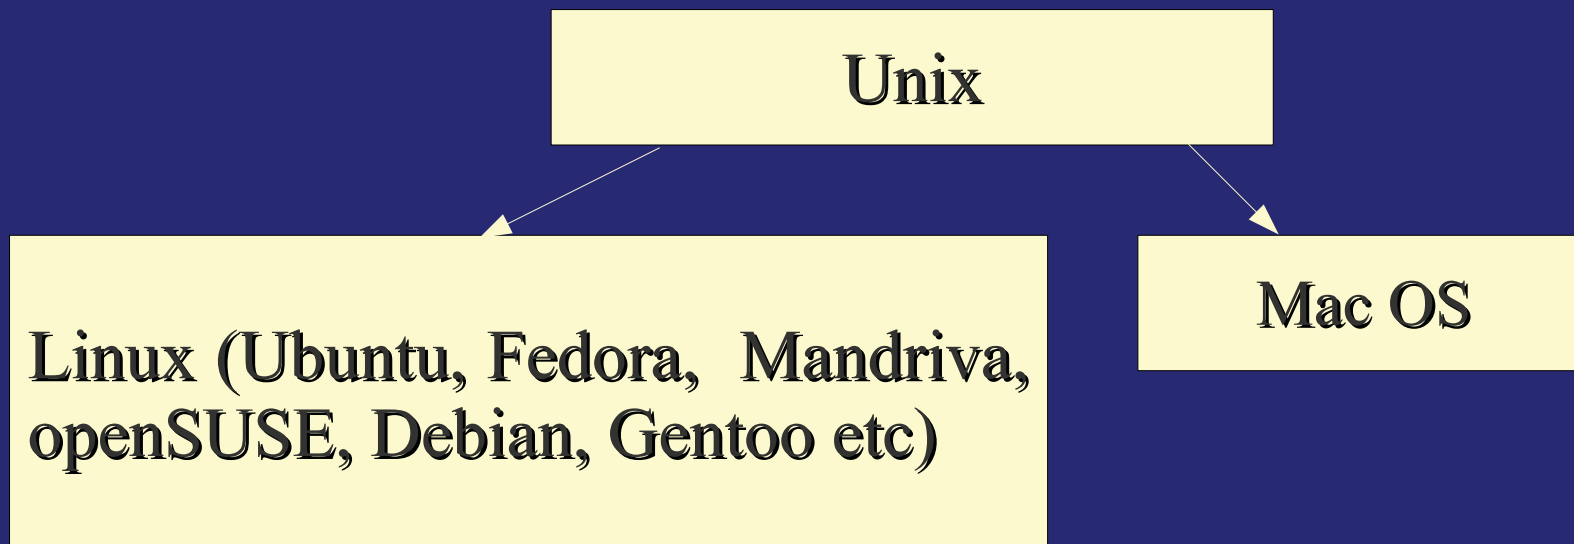 Unix
Mac OS
Linux (Ubuntu, Fedora,  Mandriva,
openSUSE, Debian, Gentoo etc)